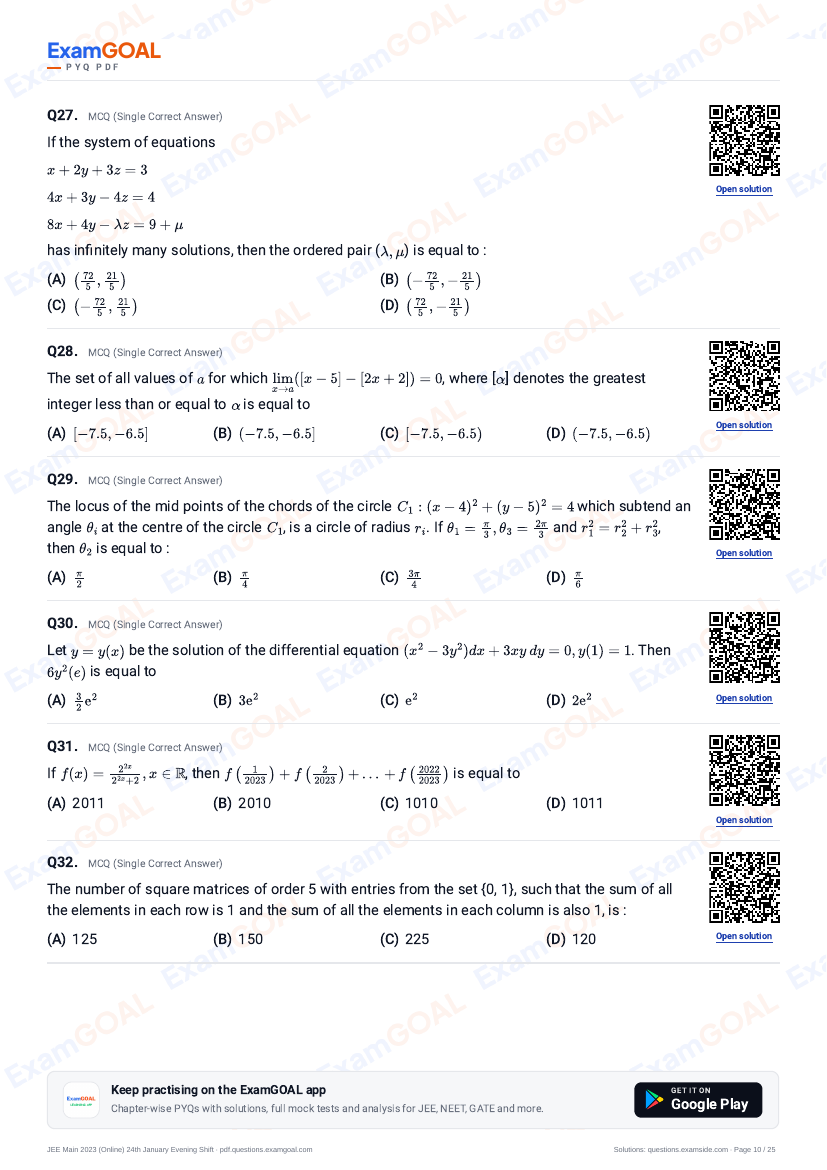 ExamGOAL
PYQ PDF
Q27. MCQ (Single Correct Answer)
If the system of equations
x + 2y + 3z = 3
4x + 3y − 4z = 4
8x + 4y − λz = 9 + μ
has infinitely many solutions, then the ordered pair (λ, μ) is equal to :
(A) (72/5, 21/5) (B) (−72/5, −21/5)
(C) (−72/5, 21/5) (D) (72/5, −21/5)
Open solution
Q28. MCQ (Single Correct Answer)
The set of all values of a for which lim x→a ([x − 5] − [2x + 2]) = 0, where [α] denotes the greatest
integer less than or equal to α is equal to
(A) [−7.5, −6.5] (B) (−7.5, −6.5] (C) [−7.5, −6.5) (D) (−7.5, −6.5)
Open solution
Q29. MCQ (Single Correct Answer)
The locus of the mid points of the chords of the circle C₁ : (x − 4)² + (y − 5)² = 4 which subtend an
angle θᵢ at the centre of the circle C₁, is a circle of radius rᵢ. If θ₁ = π/3, θ₃ = 2π/3 and r₁² = r₂² + r₃²,
then θ₂ is equal to :
(A) π/2 (B) π/4 (C) 3π/4 (D) π/6
Open solution
Q30. MCQ (Single Correct Answer)
Let y = y(x) be the solution of the differential equation (x² − 3y²)dx + 3xy dy = 0, y(1) = 1. Then
6y²(e) is equal to
(A) 3/2 e² (B) 3e² (C) e² (D) 2e²
Open solution
Q31. MCQ (Single Correct Answer)
If f(x) = 2^(2x)/(2^(2x)+2), x ∈ ℝ, then f(1/2023) + f(2/2023) + … + f(2022/2023) is equal to
(A) 2011 (B) 2010 (C) 1010 (D) 1011
Open solution
Q32. MCQ (Single Correct Answer)
The number of square matrices of order 5 with entries from the set {0, 1}, such that the sum of all
the elements in each row is 1 and the sum of all the elements in each column is also 1, is :
(A) 125 (B) 150 (C) 225 (D) 120
Open solution
ExamGOAL
Keep practising on the ExamGOAL app
Chapter-wise PYQs with solutions, full mock tests and analysis for JEE, NEET, GATE and more.
GET IT ON
Google Play
JEE Main 2023 (Online) 24th January Evening Shift · pdf.questions.examgoal.com
Solutions: questions.examside.com · Page 10 / 25